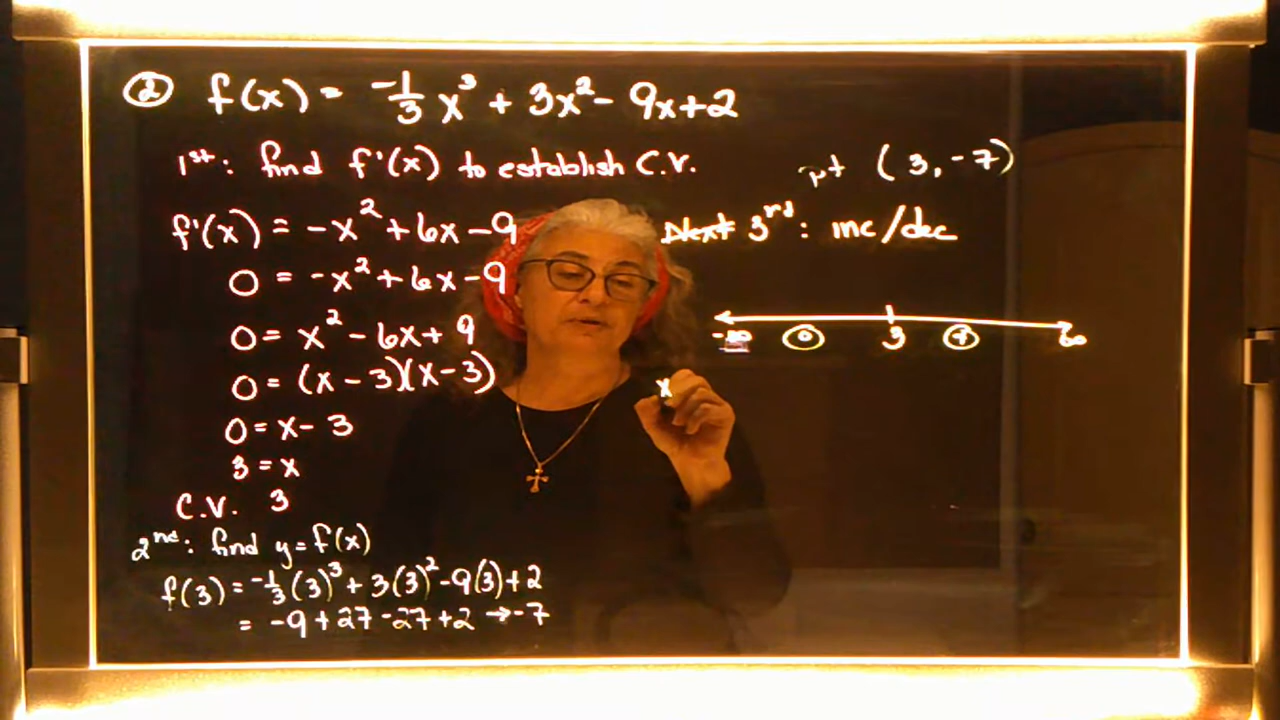 ② f(x) = -1/3 x³ + 3x² - 9x + 2
1st: find f'(x) to establish C.V.
pt (3, -7)
f'(x) = -x² + 6x - 9
Next 3rd: inc/dec
0 = -x² + 6x - 9
0 = x² - 6x + 9
-∞ 0 3 4 ∞
0 = (x - 3)(x - 3)
x
0 = x - 3
3 = x
C.V. 3
2nd: find y = f(x)
f(3) = -1/3 (3)³ + 3(3)² - 9(3) + 2
= -9 + 27 - 27 + 2 → -7